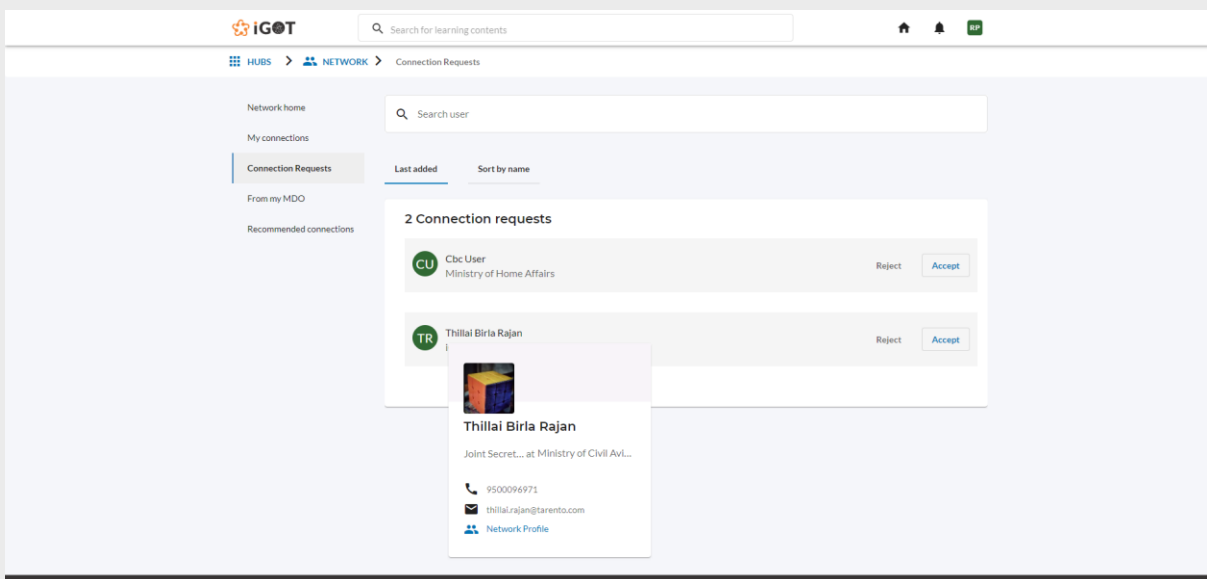 iGOT
Search for learning contents
RP
HUBS
NETWORK
Connection Requests
Network home
My connections
Connection Requests
From my MDO
Recommended connections
Search user
Last added Sort by name
2 Connection requests
CU
Cbc User
Ministry of Home Affairs
Reject Accept
TR
Thillai Birla Rajan
Reject Accept
Thillai Birla Rajan
Joint Secret... at Ministry of Civil Avi...
9500096971
thillai.rajan@tarento.com
Network Profile